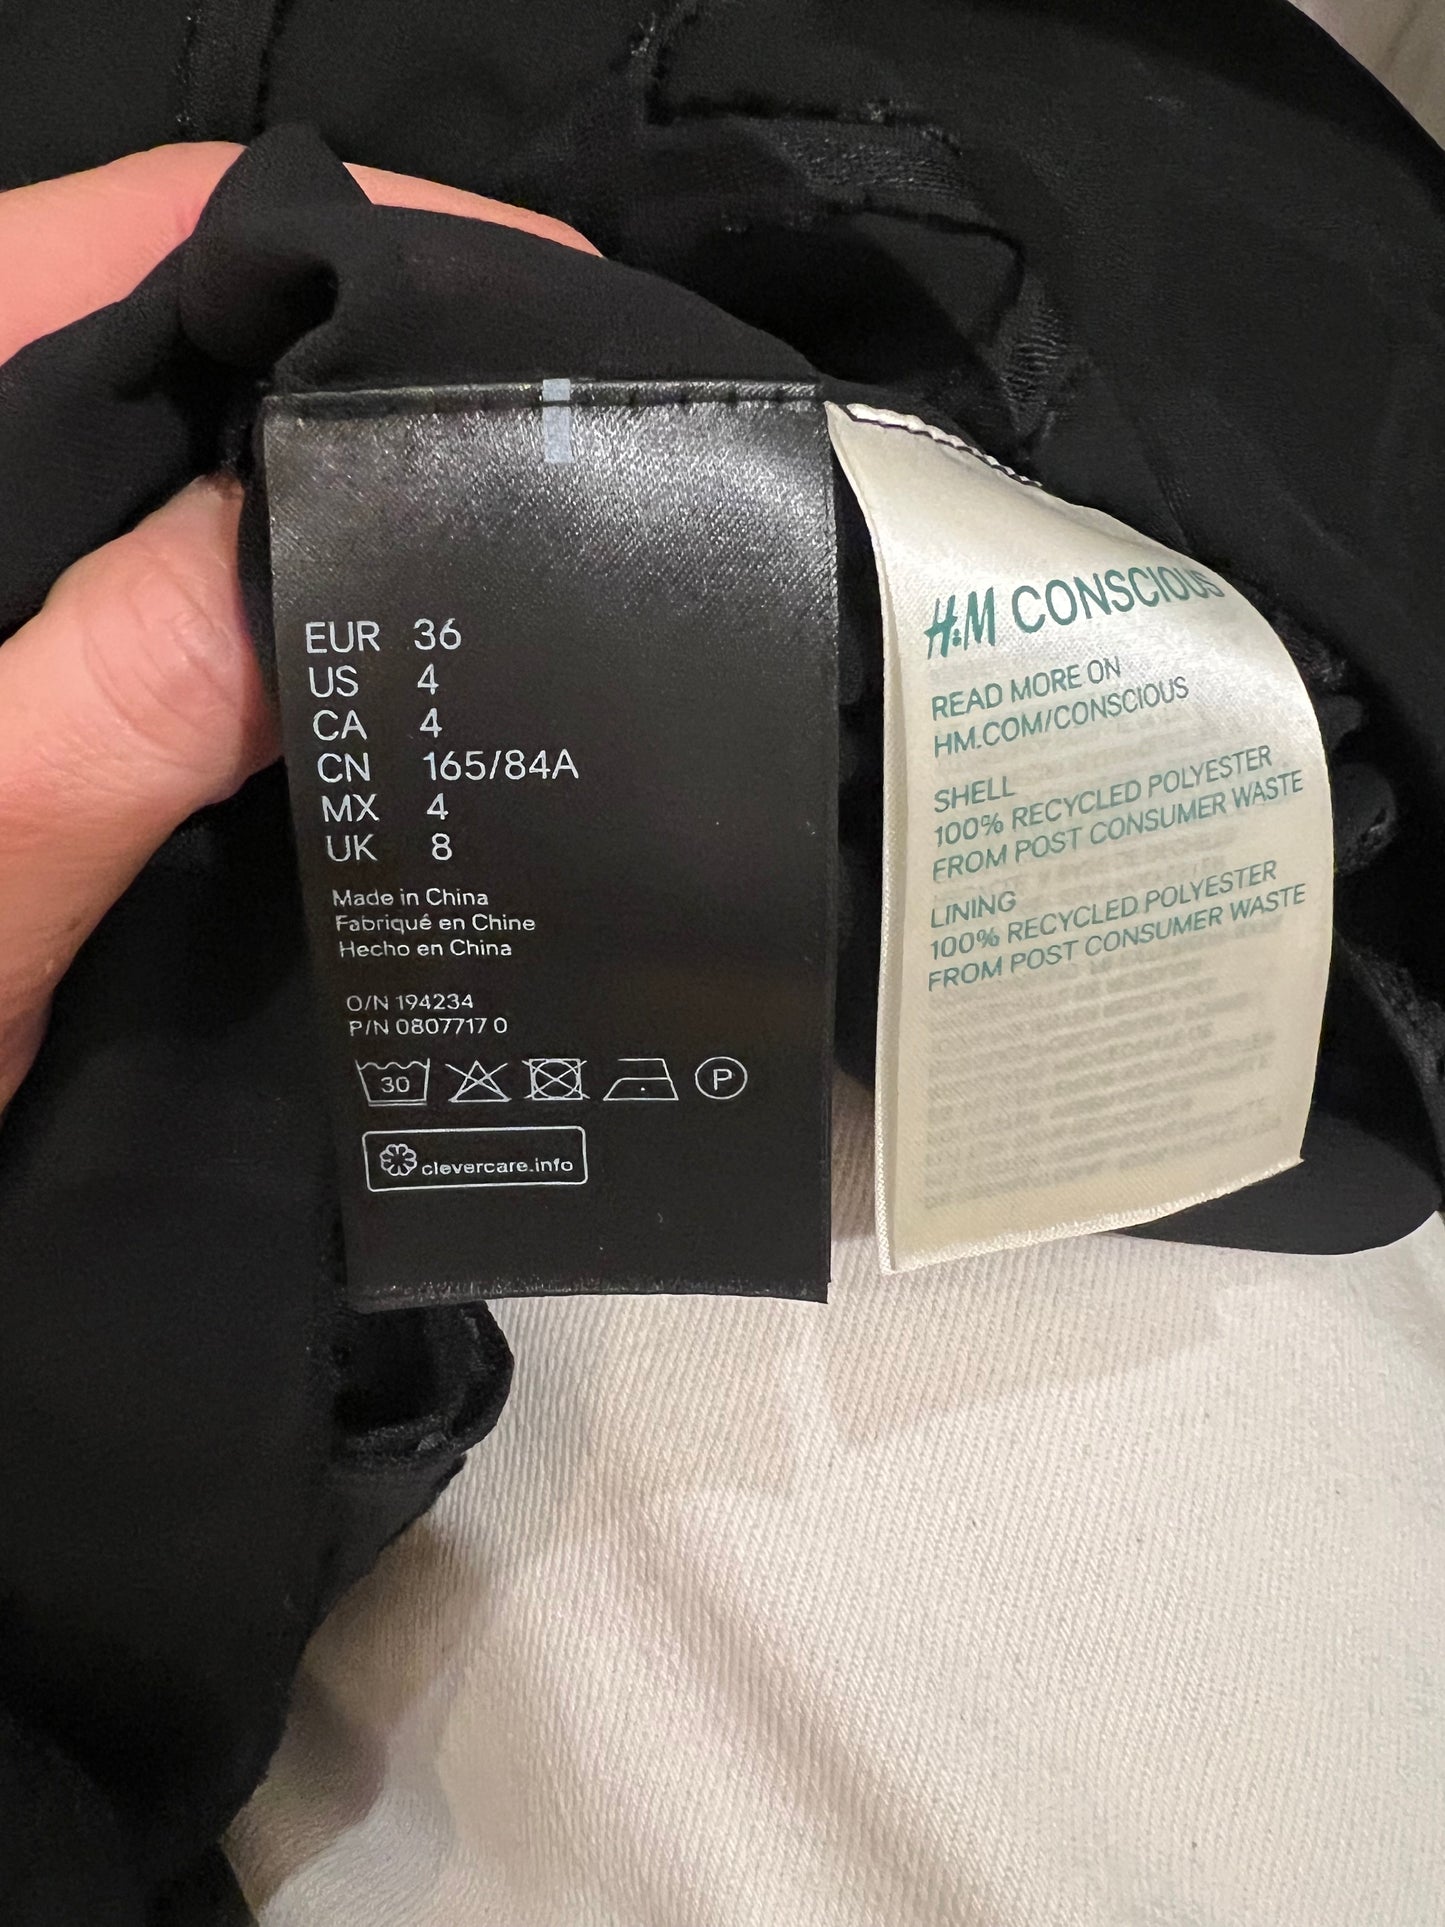 EUR 36
US 4
CA 4
CN 165/84A
MX 4
UK 8
Made in China
Fabriqué en Chine
Hecho en China
O/N 194234
P/N 0807717 0
30
P
clevercare.info
H&M CONSCIOUS
READ MORE ON
HM.COM/CONSCIOUS
SHELL
100% RECYCLED POLYESTER
FROM POST CONSUMER WASTE
LINING
100% RECYCLED POLYESTER
FROM POST CONSUMER WASTE